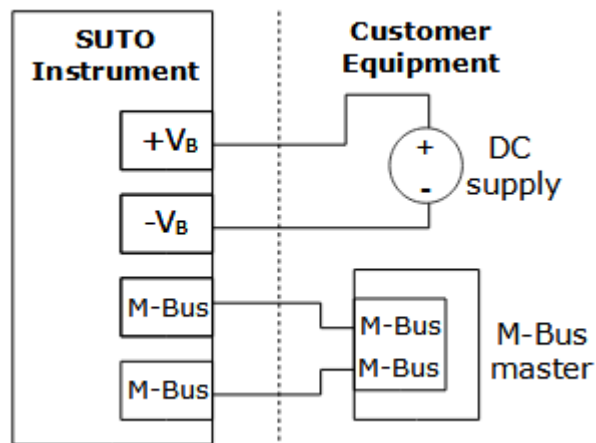 SUTO
Instrument
Customer
Equipment
+VB
-VB
M-Bus
M-Bus
+
-
DC
supply
M-Bus
M-Bus
M-Bus
master